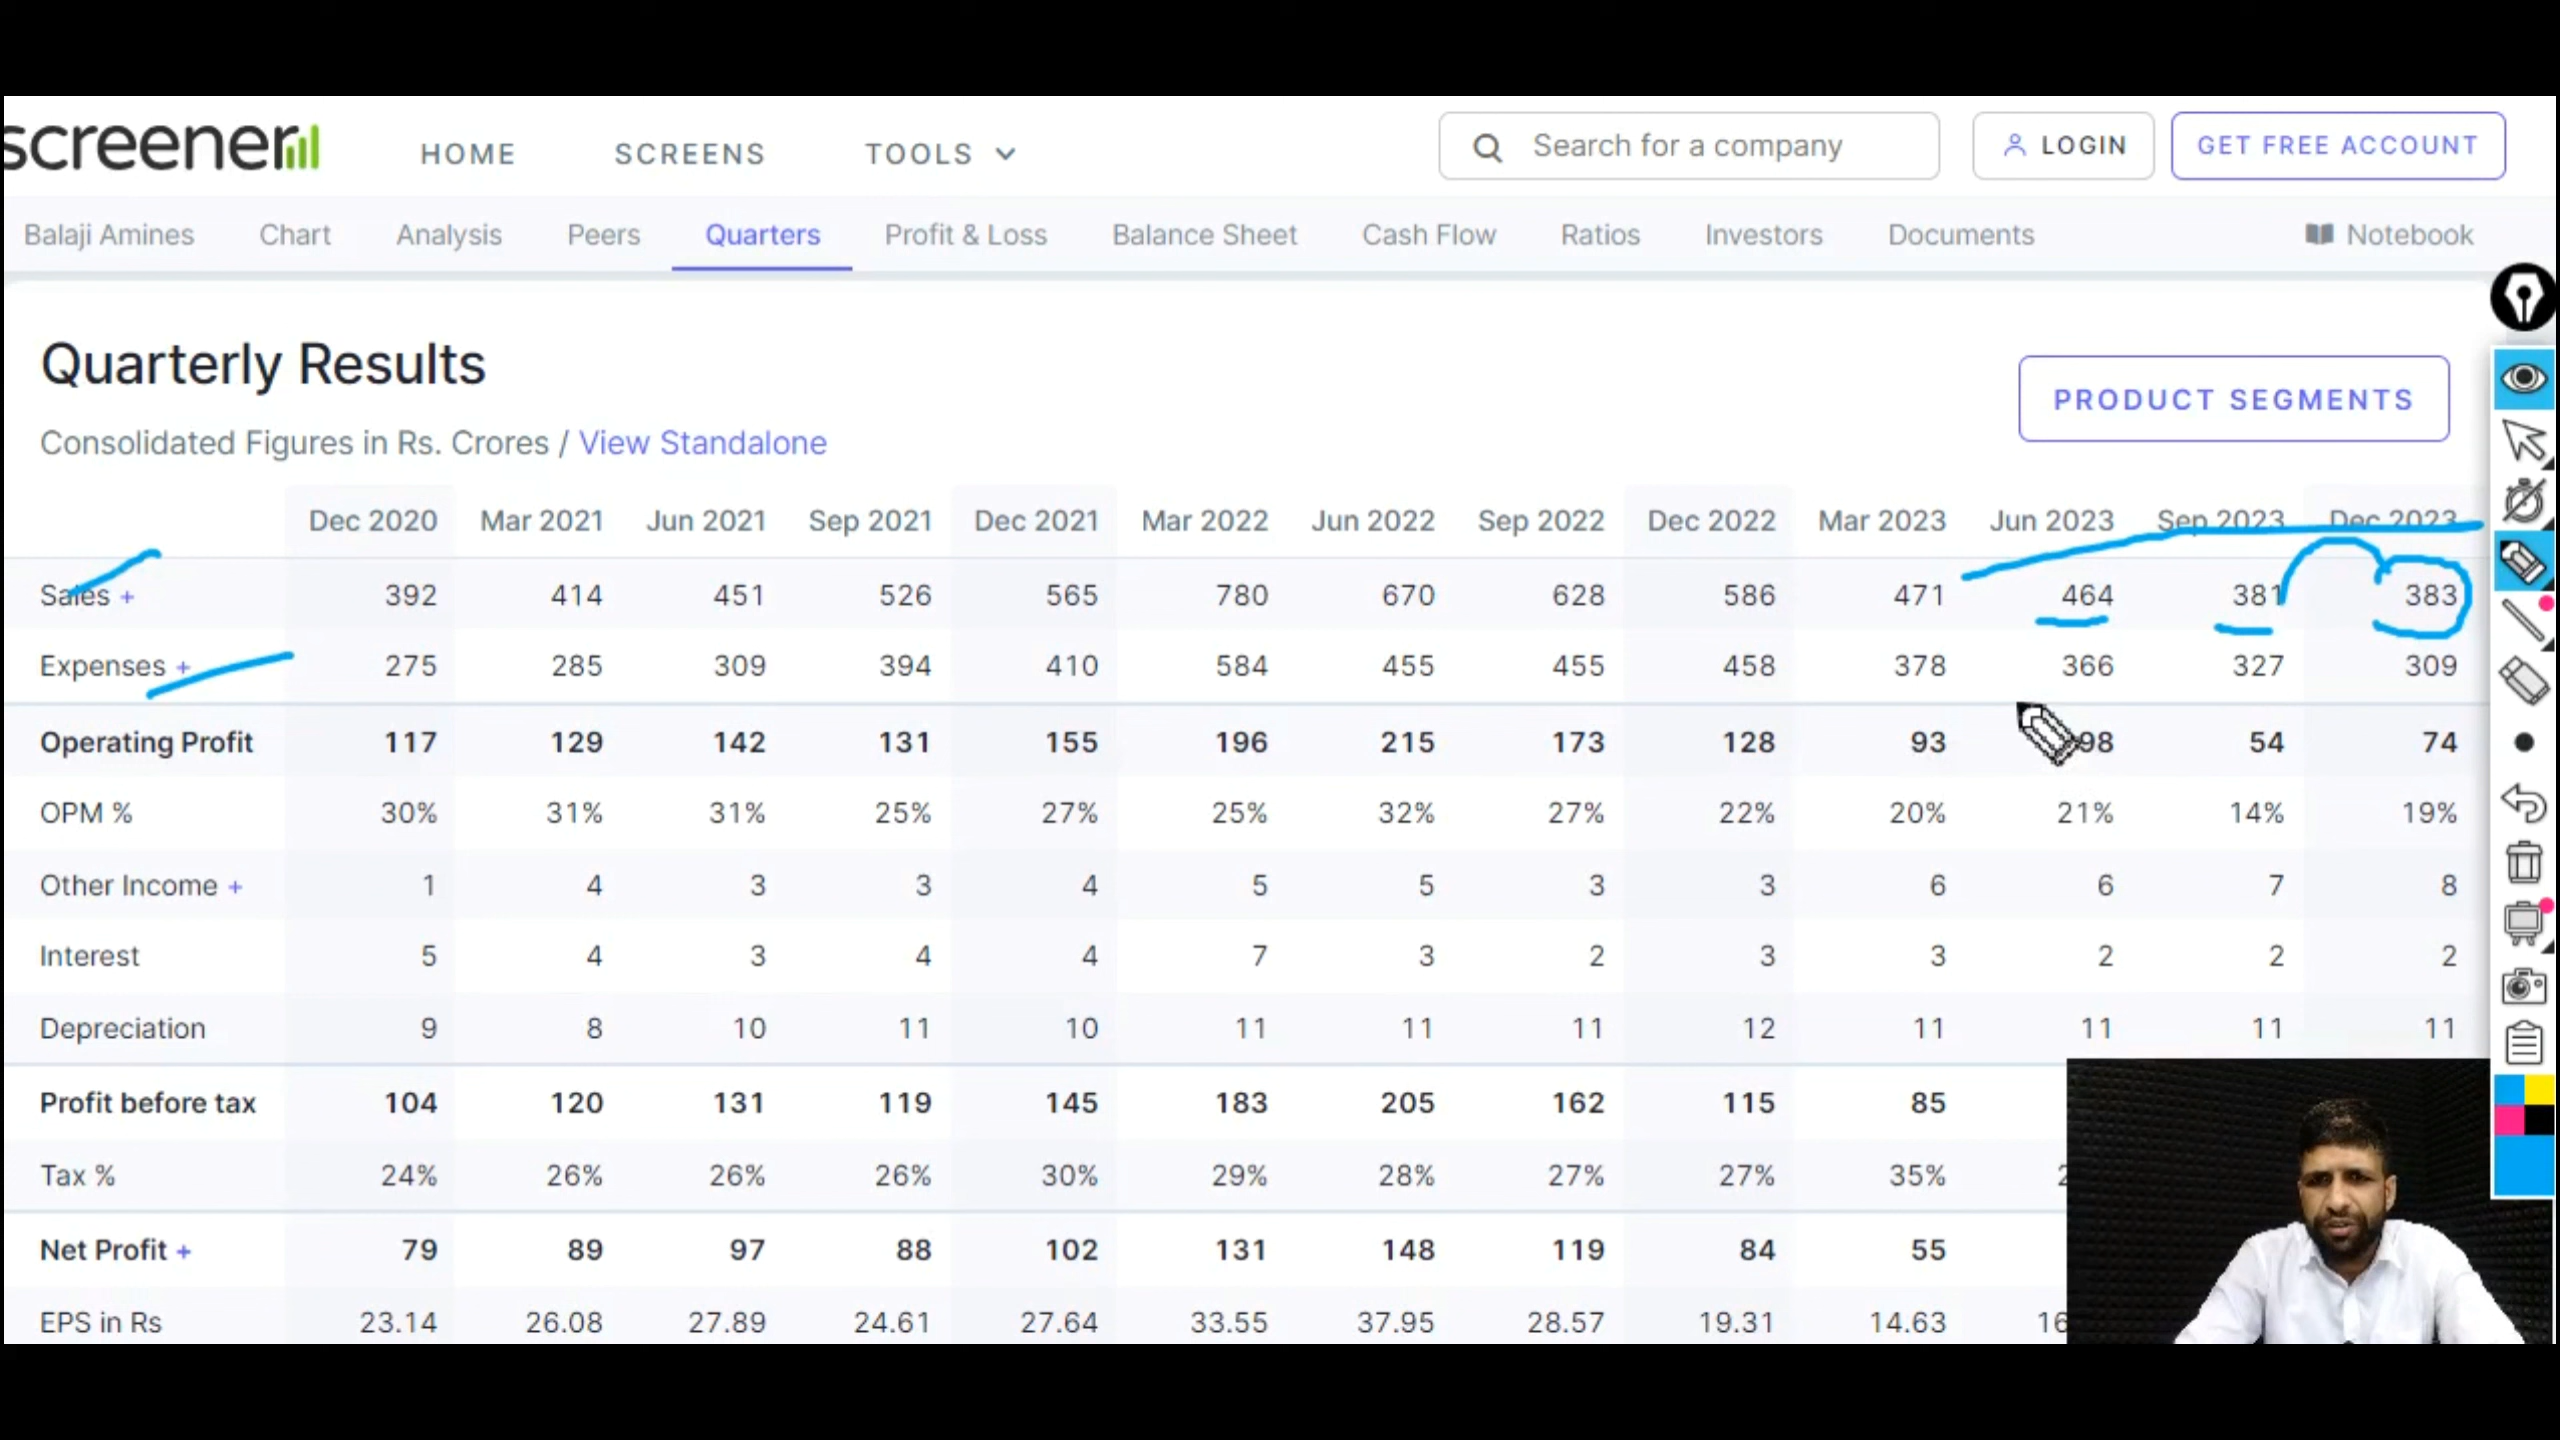 screener
HOME SCREENS TOOLS Search for a company LOGIN GET FREE ACCOUNT
Balaji Amines Chart Analysis Peers Quarters Profit & Loss Balance Sheet Cash Flow Ratios Investors Documents Notebook
Quarterly Results
PRODUCT SEGMENTS
Consolidated Figures in Rs. Crores / View Standalone
Dec 2020 Mar 2021 Jun 2021 Sep 2021 Dec 2021 Mar 2022 Jun 2022 Sep 2022 Dec 2022 Mar 2023 Jun 2023 Sep 2023 Dec 2023
Sales + 392 414 451 526 565 780 670 628 586 471 464 381 383
Expenses + 275 285 309 394 410 584 455 455 458 378 366 327 309
Operating Profit 117 129 142 131 155 196 215 173 128 93 98 54 74
OPM % 30% 31% 31% 25% 27% 25% 32% 27% 22% 20% 21% 14% 19%
Other Income + 1 4 3 3 4 5 5 3 3 6 6 7 8
Interest 5 4 3 4 4 7 3 2 3 3 2 2 2
Depreciation 9 8 10 11 10 11 11 11 12 11 11 11 11
Profit before tax 104 120 131 119 145 183 205 162 115 85
Tax % 24% 26% 26% 26% 30% 29% 28% 27% 27% 35%
Net Profit + 79 89 97 88 102 131 148 119 84 55
EPS in Rs 23.14 26.08 27.89 24.61 27.64 33.55 37.95 28.57 19.31 14.63 16